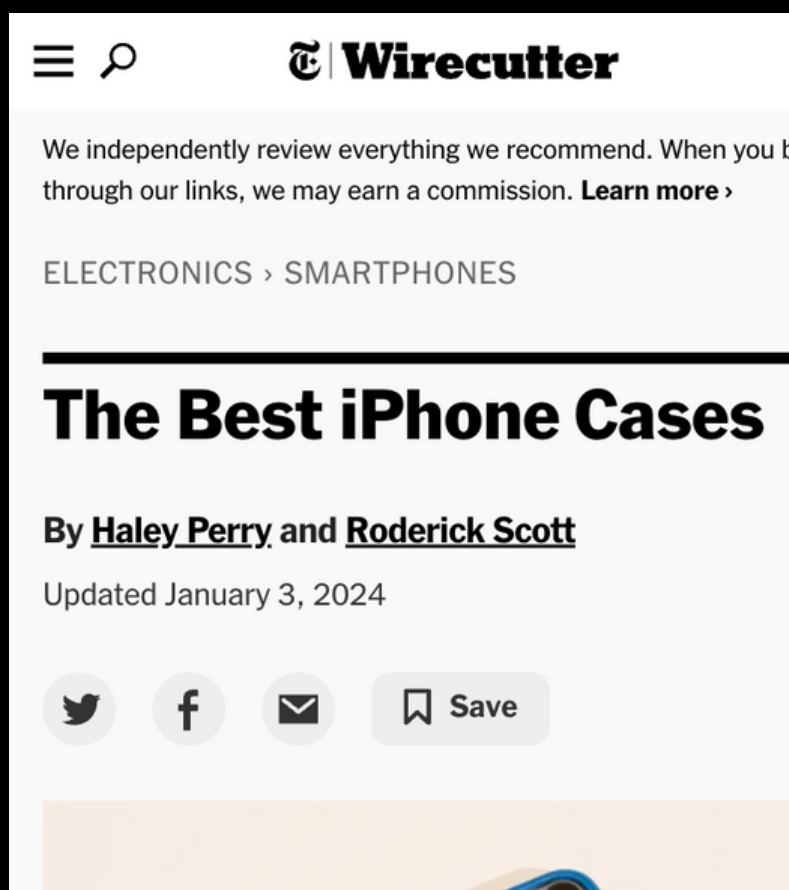 Wirecutter
We independently review everything we recommend. When you
through our links, we may earn a commission. Learn more ›
ELECTRONICS › SMARTPHONES
The Best iPhone Cases
By Haley Perry and Roderick Scott
Updated January 3, 2024
Save